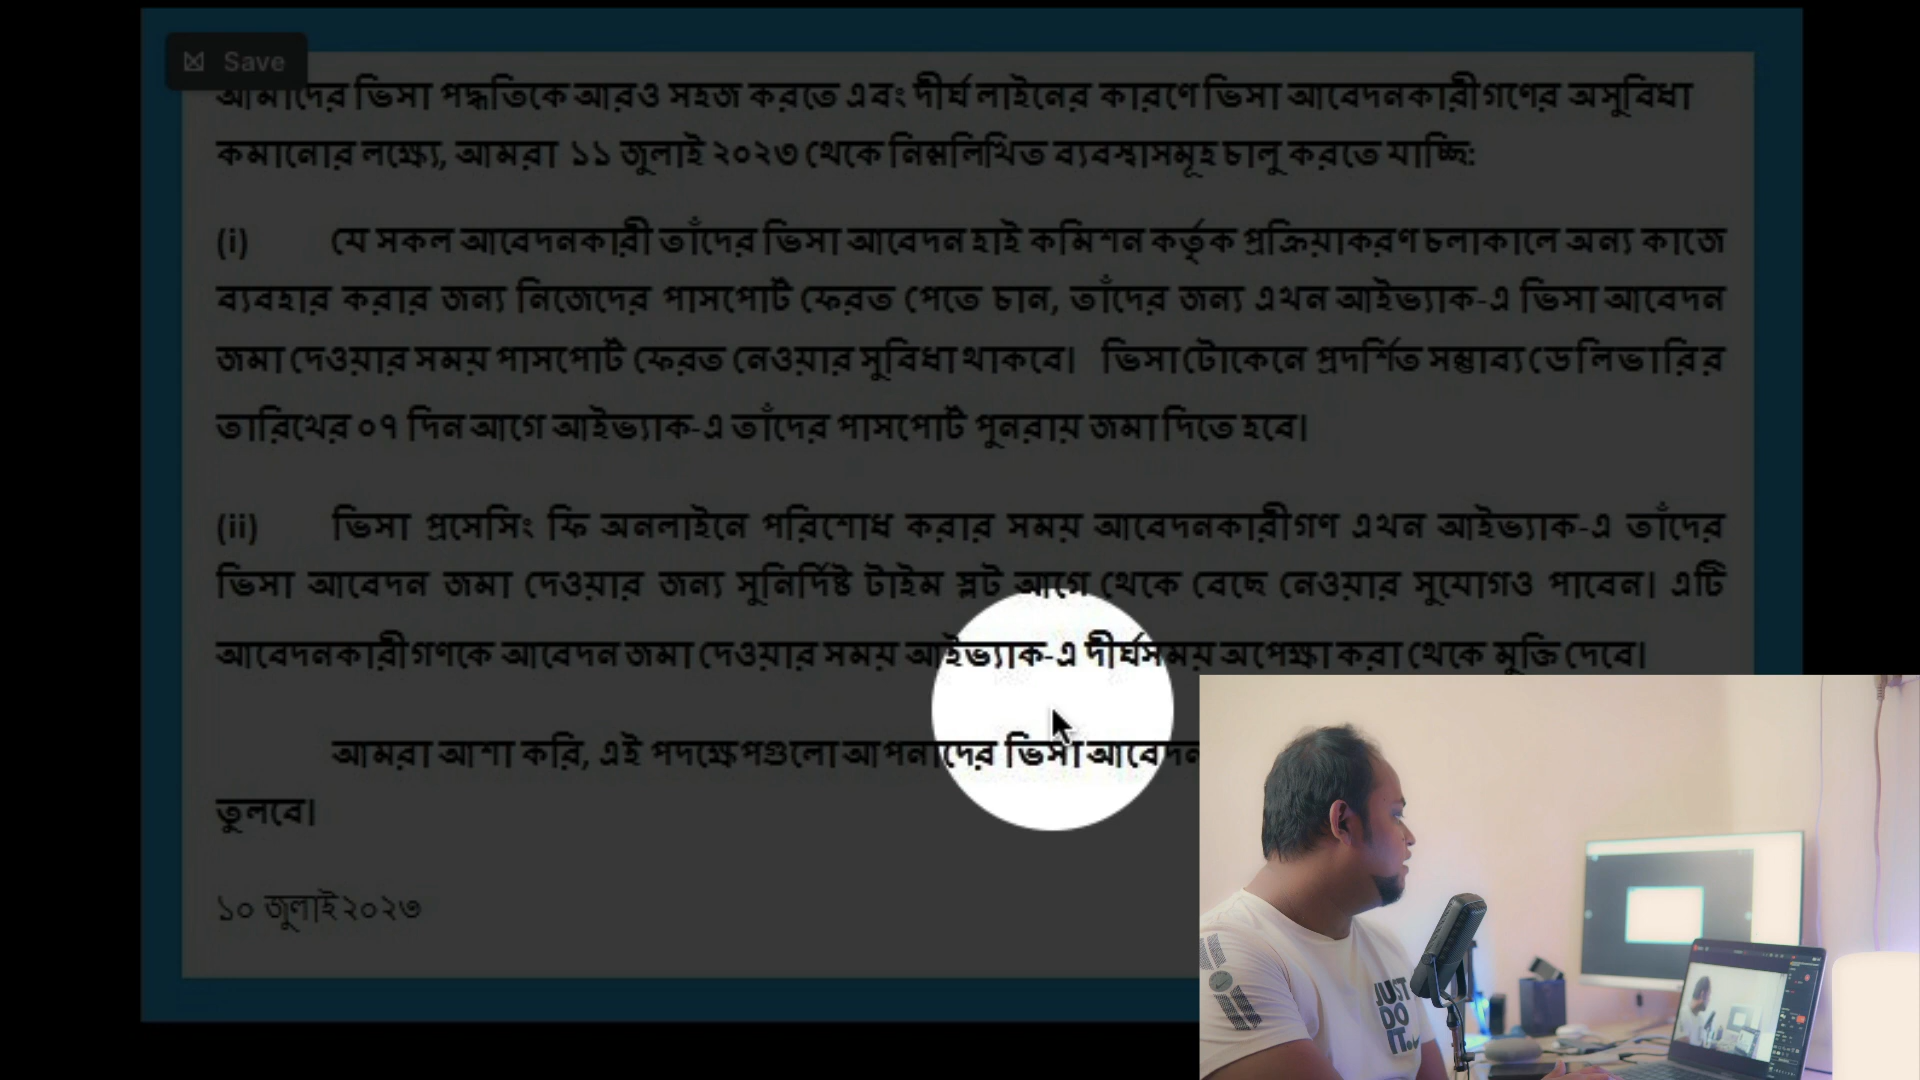 Save
আমাদের ভিসা পদ্ধতিকে আরও সহজ করতে এবং দীর্ঘ লাইনের কারণে ভিসা আবেদনকারীগণের অসুবিধা
কমানোর লক্ষ্যে, আমরা ১১ জুলাই ২০২৩ থেকে নিম্নলিখিত ব্যবস্থাসমূহ চালু করতে যাচ্ছি:
(i) যে সকল আবেদনকারী তাঁদের ভিসা আবেদন হাই কমিশন কর্তৃক প্রক্রিয়াকরণ চলাকালে অন্য কাজে
ব্যবহার করার জন্য নিজেদের পাসপোর্ট ফেরত পেতে চান, তাঁদের জন্য এখন আইভ্যাক-এ ভিসা আবেদন
জমা দেওয়ার সময় পাসপোর্ট ফেরত নেওয়ার সুবিধা থাকবে। ভিসা টোকেনে প্রদর্শিত সম্ভাব্য ডেলিভারির
তারিখের ০৭ দিন আগে আইভ্যাক-এ তাঁদের পাসপোর্ট পুনরায় জমা দিতে হবে।
(ii) ভিসা প্রসেসিং ফি অনলাইনে পরিশোধ করার সময় আবেদনকারীগণ এখন আইভ্যাক-এ তাঁদের
ভিসা আবেদন জমা দেওয়ার জন্য সুনির্দিষ্ট টাইম স্লট আগে থেকে বেছে নেওয়ার সুযোগও পাবেন। এটি
আবেদনকারীগণকে আবেদন জমা দেওয়ার সময় আইভ্যাক-এ দীর্ঘসময় অপেক্ষা করা থেকে মুক্তি দেবে।
আমরা আশা করি, এই পদক্ষেপগুলো আপনাদের ভিসা আবেদন
তুলবে।
১০ জুলাই ২০২৩
JUST
DO
IT.